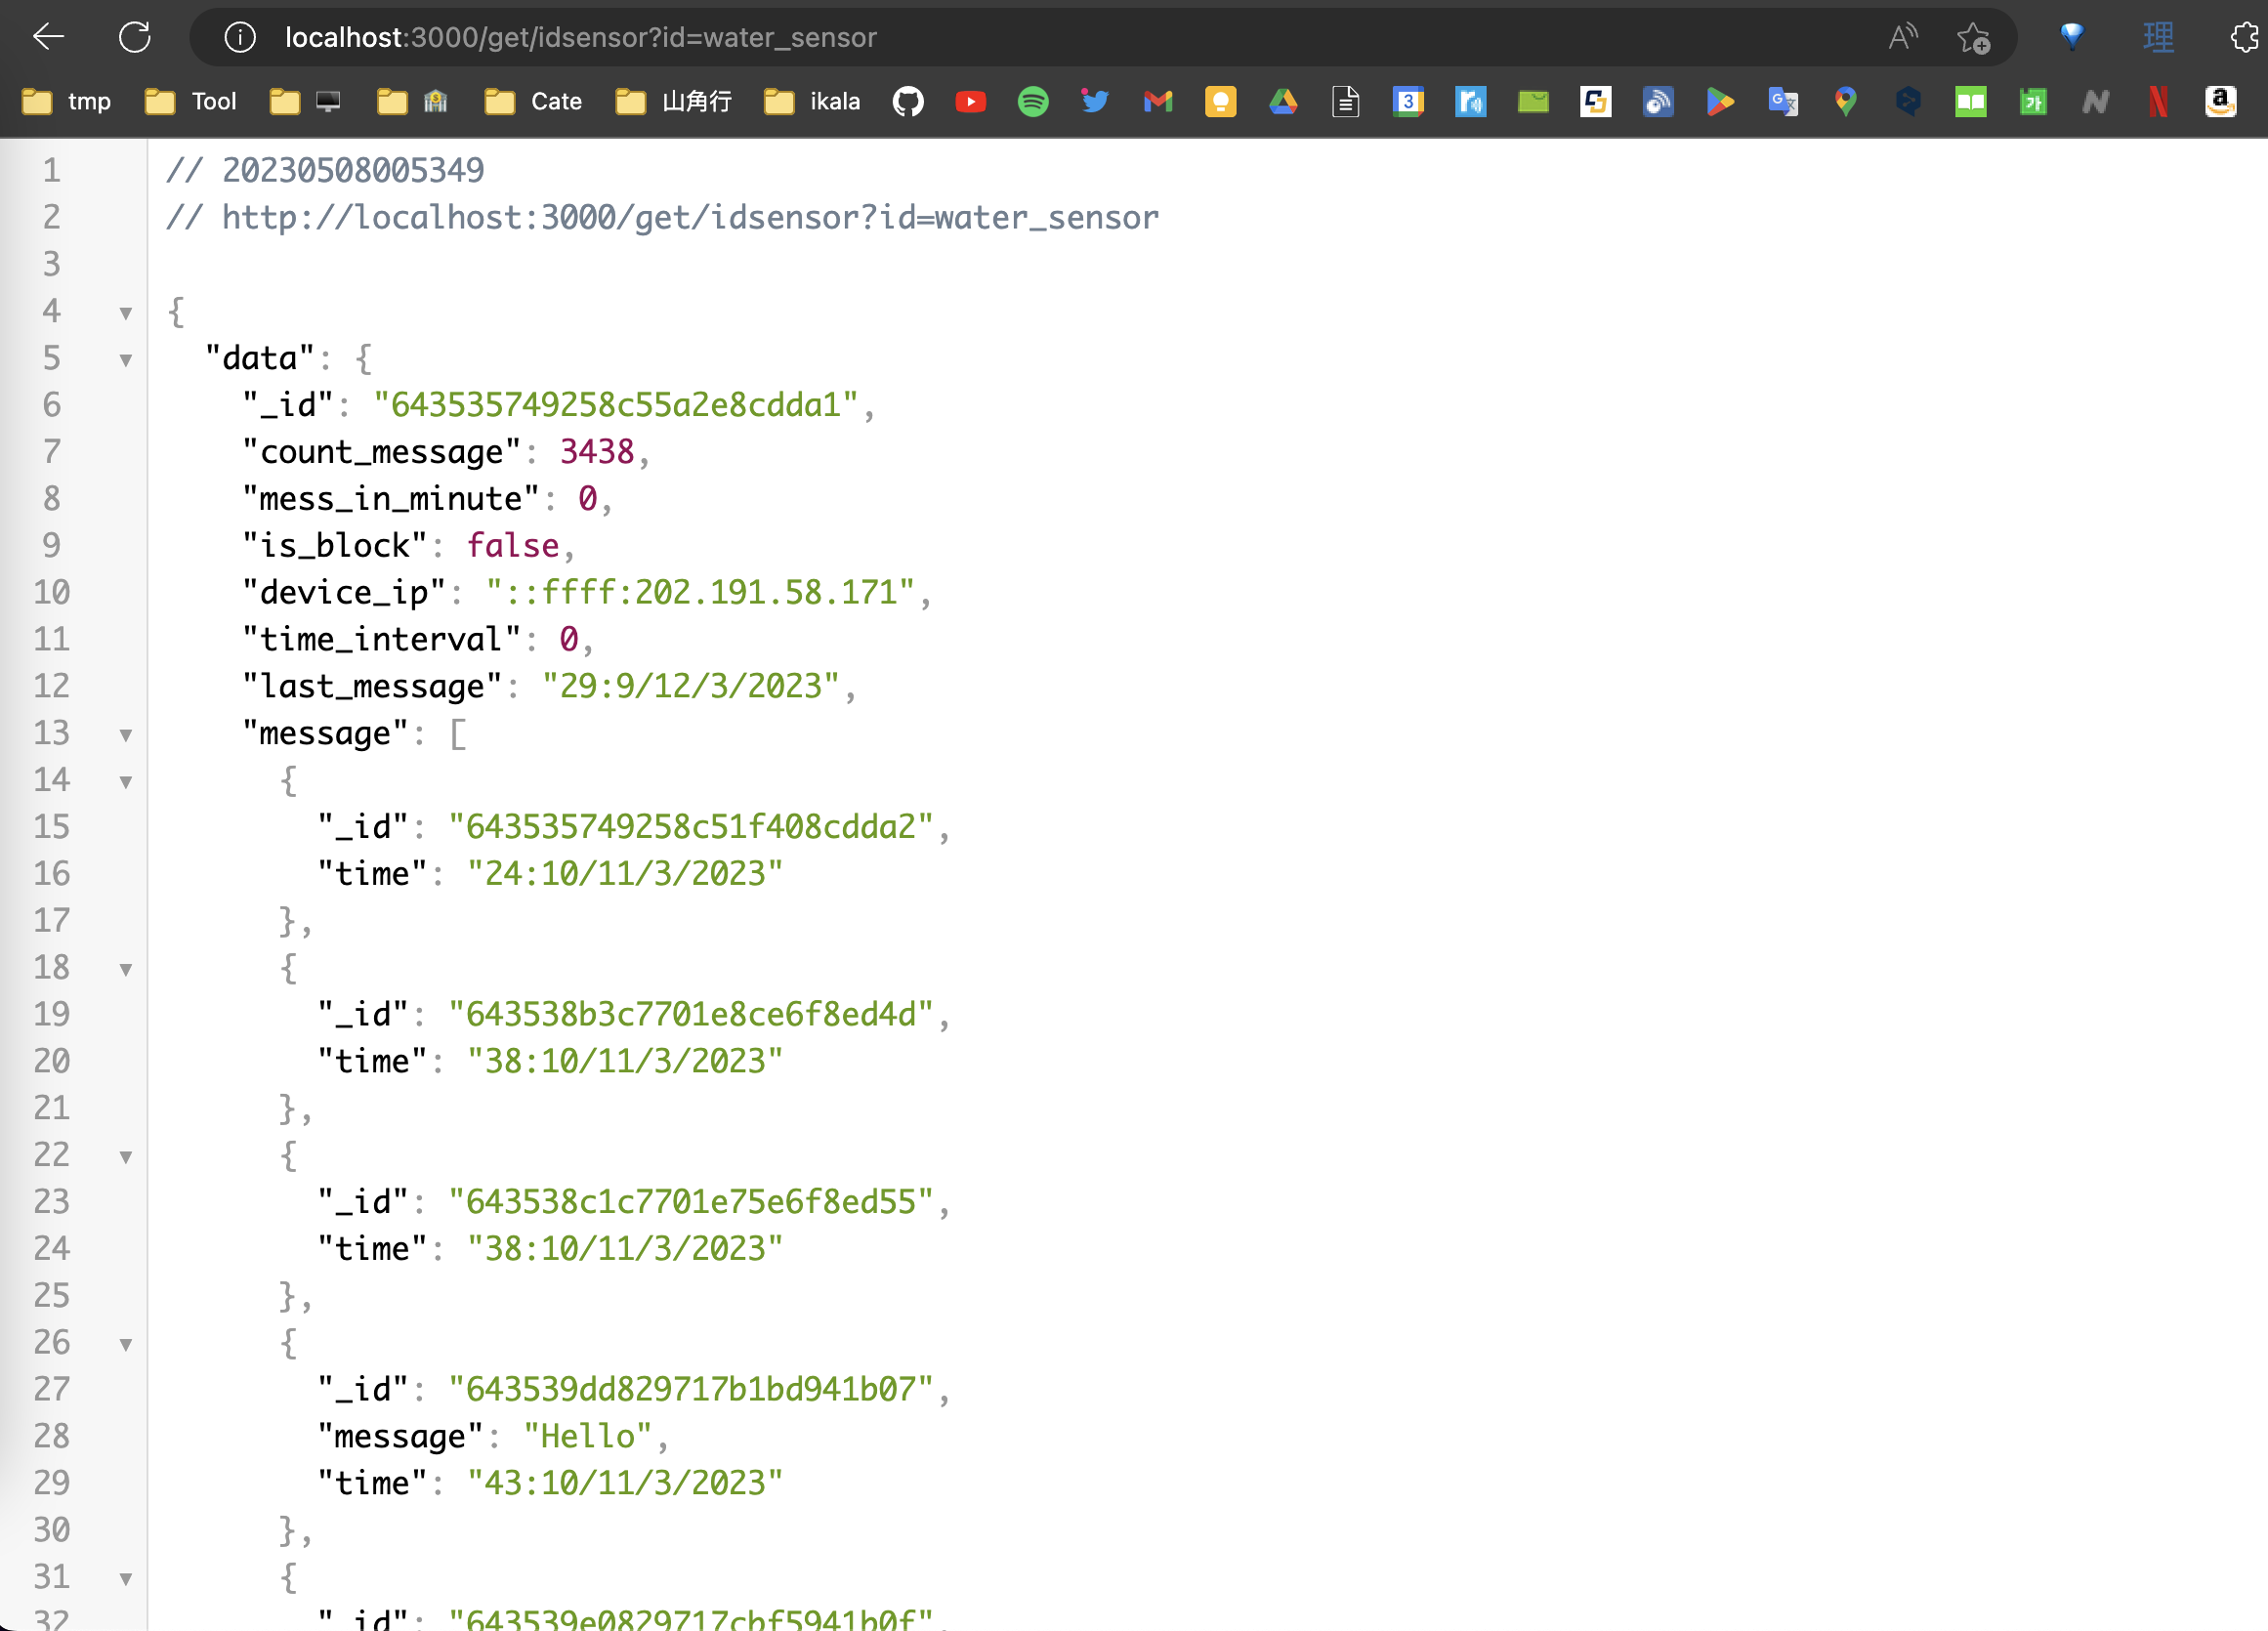 localhost:3000/get/idsensor?id=water_sensor
tmp Tool Cate 山角行 ikala
1 // 20230508005349
2 // http://localhost:3000/get/idsensor?id=water_sensor
3
4 {
5 "data": {
6 "_id": "643535749258c55a2e8cdda1",
7 "count_message": 3438,
8 "mess_in_minute": 0,
9 "is_block": false,
10 "device_ip": "::ffff:202.191.58.171",
11 "time_interval": 0,
12 "last_message": "29:9/12/3/2023",
13 "message": [
14 {
15 "_id": "643535749258c51f408cdda2",
16 "time": "24:10/11/3/2023"
17 },
18 {
19 "_id": "643538b3c7701e8ce6f8ed4d",
20 "time": "38:10/11/3/2023"
21 },
22 {
23 "_id": "643538c1c7701e75e6f8ed55",
24 "time": "38:10/11/3/2023"
25 },
26 {
27 "_id": "643539dd829717b1bd941b07",
28 "message": "Hello",
29 "time": "43:10/11/3/2023"
30 },
31 {
32 "_id": "643539e0829717cbf5941b0f",